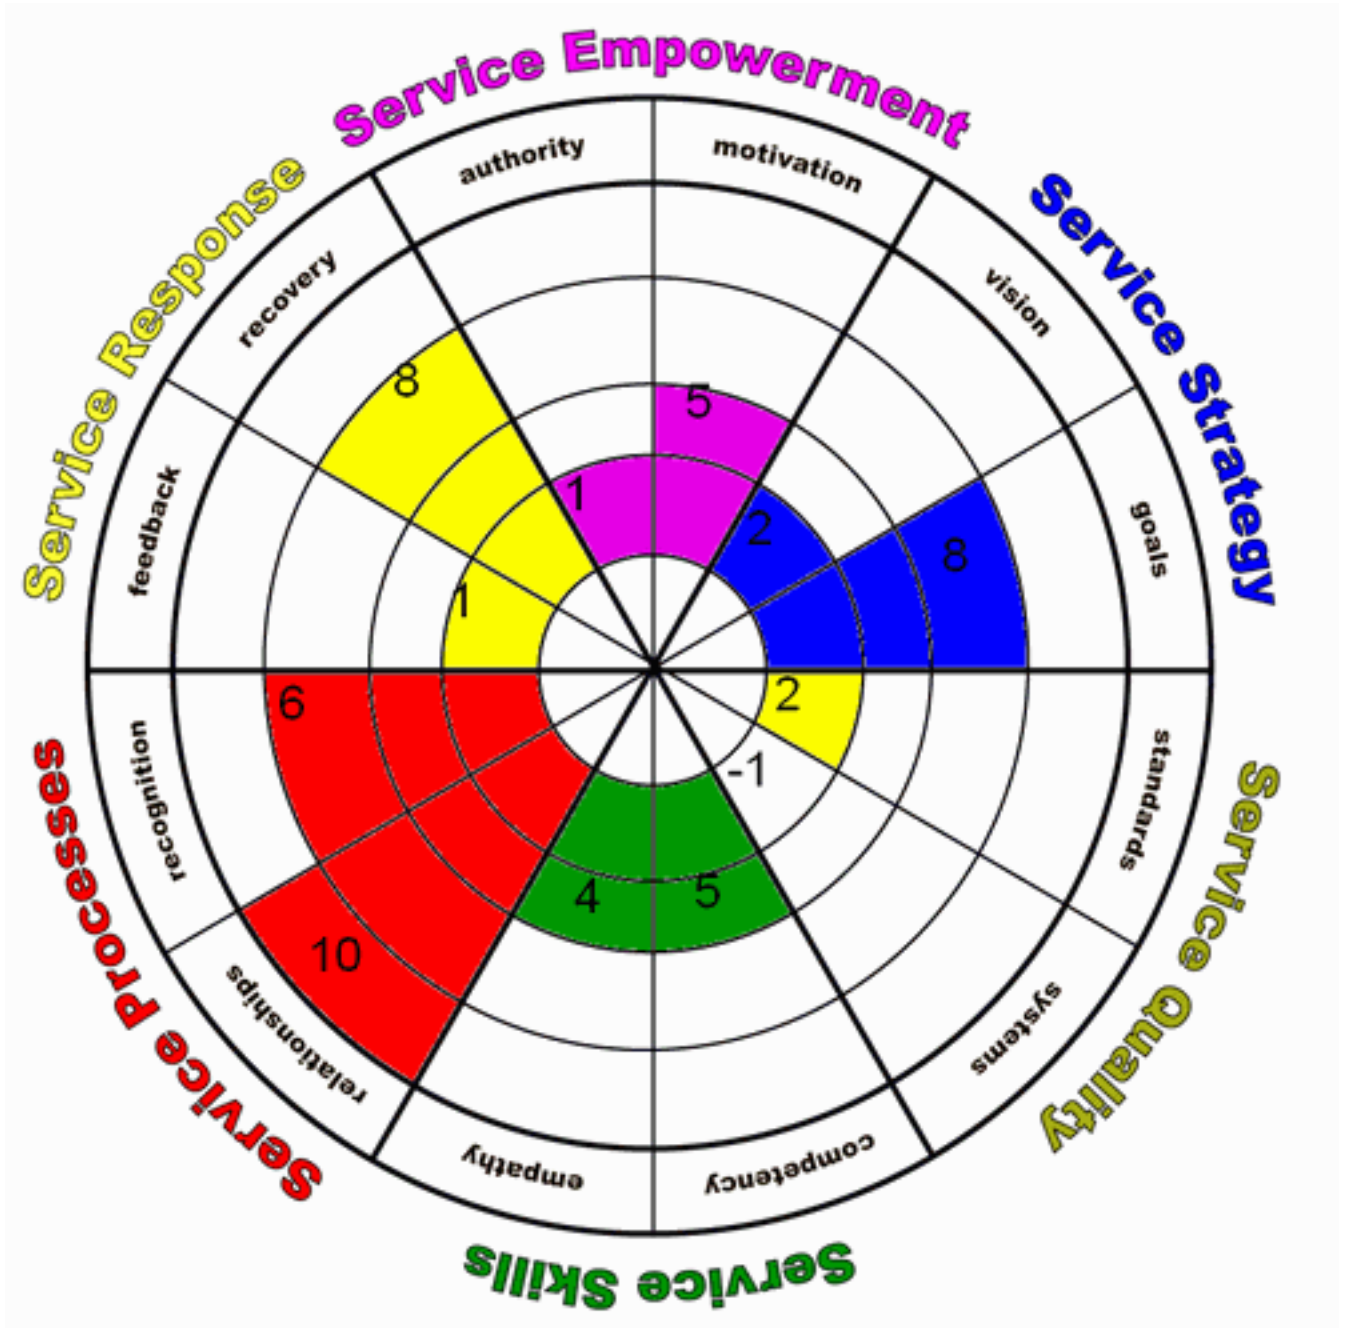 Service Empowerment
authority
motivation
Service Strategy
vision
goals
Service Quality
standards
systems
Service Skills
competency
empathy
Service Processes
relationships
recognition
Service Response
feedback
recovery
1
5
2
8
2
-1
5
4
10
6
1
8